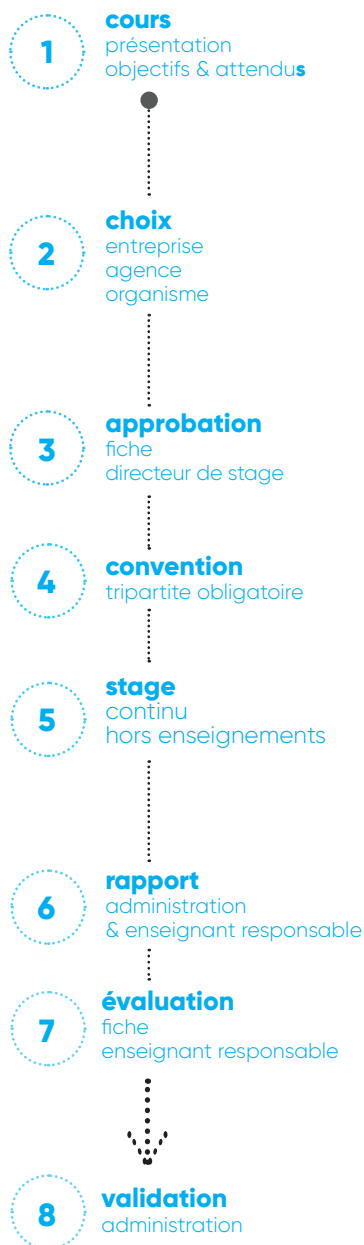 1
cours
présentation
objectifs & attendus
2
choix
entreprise
agence
organisme
3
approbation
fiche
directeur de stage
4
convention
tripartite obligatoire
5
stage
continu
hors enseignements
6
rapport
administration
& enseignant responsable
7
évaluation
fiche
enseignant responsable
8
validation
administration